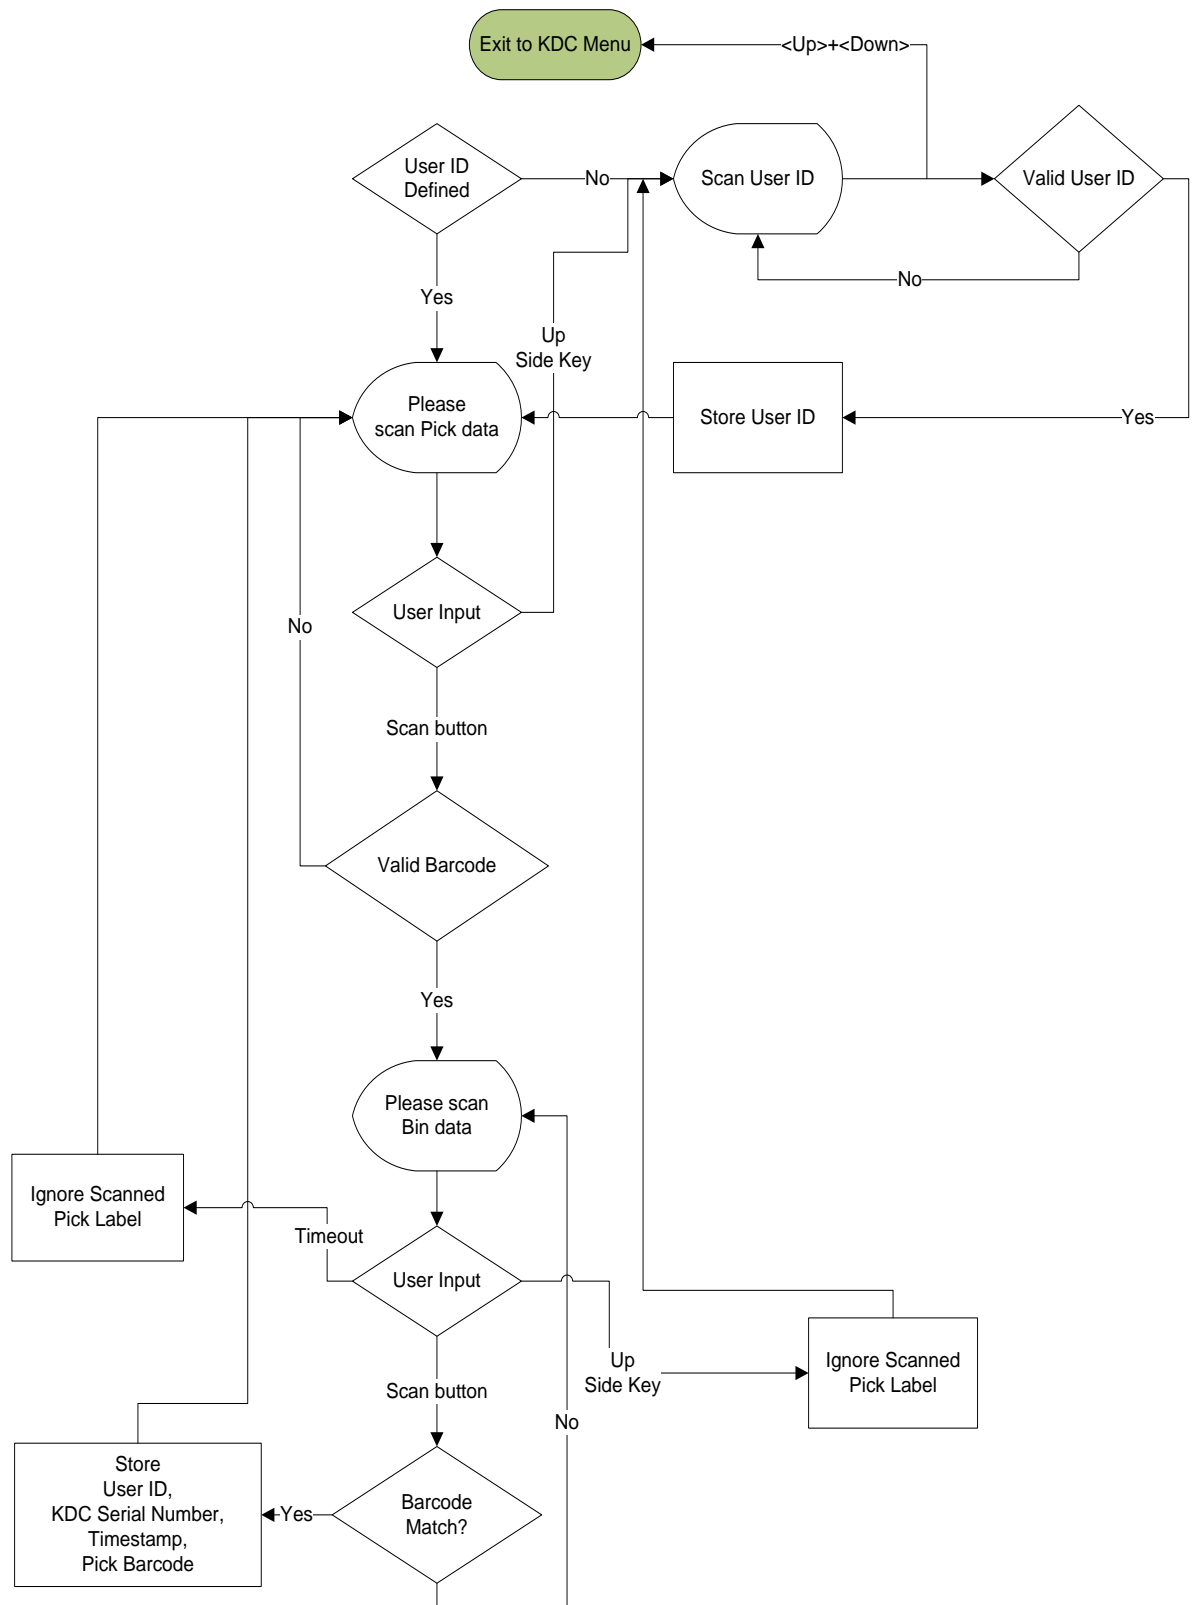 Exit to KDC Menu
<Up>+<Down>
User ID
Defined
No
Scan User ID
Valid User ID
No
Yes
Up
Side Key
Please
scan Pick data
Store User ID
Yes
User Input
No
Scan button
Valid Barcode
Yes
Please scan
Bin data
Ignore Scanned
Pick Label
Timeout
User Input
Up
Side Key
Ignore Scanned
Pick Label
Scan button
No
Store
User ID,
KDC Serial Number,
Timestamp,
Pick Barcode
Yes
Barcode
Match?